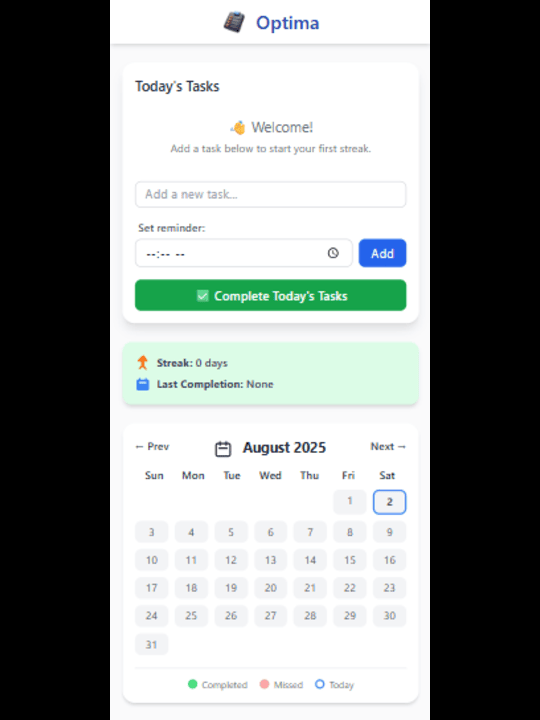 Optima
Today's Tasks
Welcome!
Add a task below to start your first streak.
Add a new task...
Set reminder:
--:-- --
Add
Complete Today's Tasks
Streak: 0 days
Last Completion: None
← Prev August 2025 Next →
Sun Mon Tue Wed Thu Fri Sat
1 2
3 4 5 6 7 8 9
10 11 12 13 14 15 16
17 18 19 20 21 22 23
24 25 26 27 28 29 30
31
Completed Missed Today